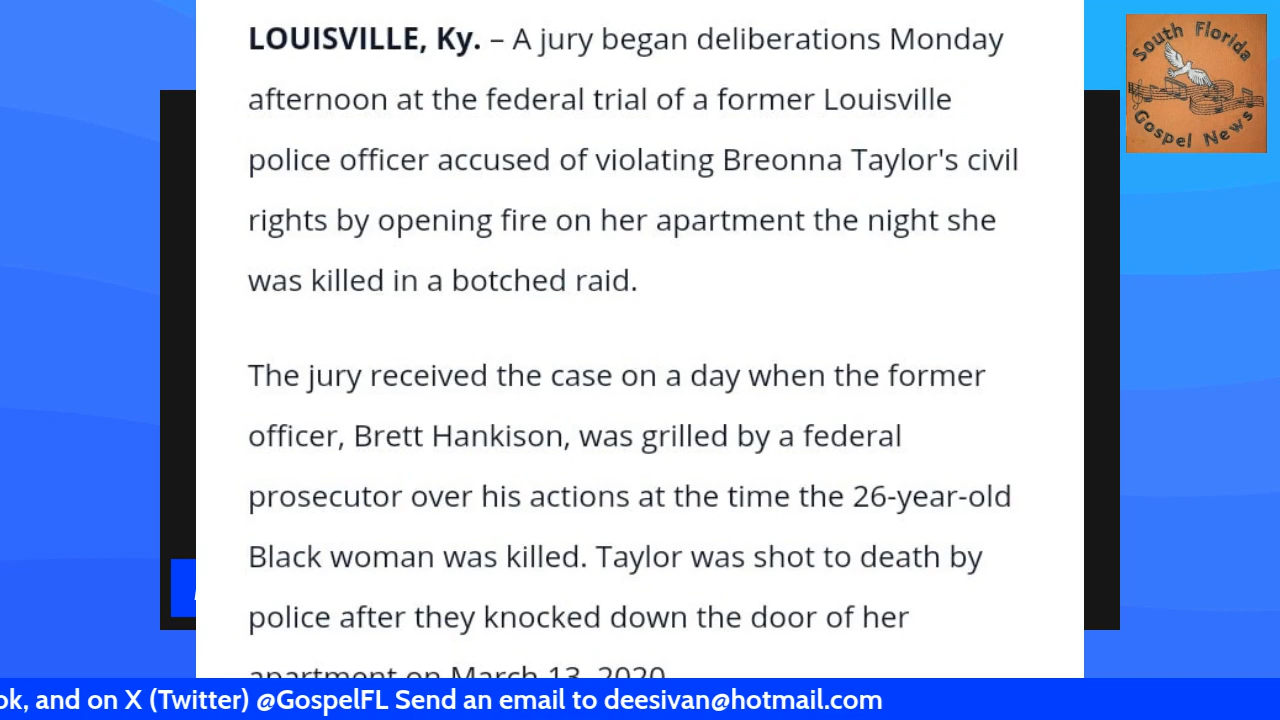 South Florida
Gospel News
LOUISVILLE, Ky. – A jury began deliberations Monday
afternoon at the federal trial of a former Louisville
police officer accused of violating Breonna Taylor's civil
rights by opening fire on her apartment the night she
was killed in a botched raid.
The jury received the case on a day when the former
officer, Brett Hankison, was grilled by a federal
prosecutor over his actions at the time the 26-year-old
Black woman was killed. Taylor was shot to death by
police after they knocked down the door of her
apartment on March 13, 2020.
ok, and on X (Twitter) @GospelFL Send an email to deesivan@hotmail.com